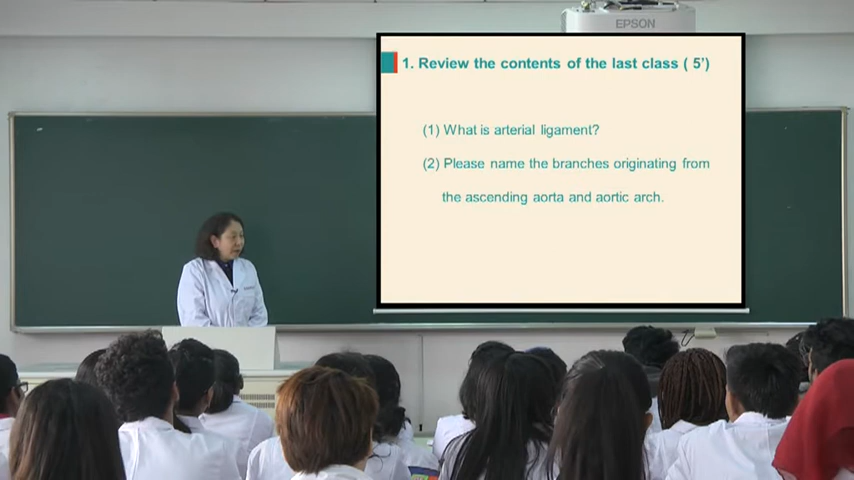 EPSON
1. Review the contents of the last class ( 5')
(1) What is arterial ligament?
(2) Please name the branches originating from
the ascending aorta and aortic arch.